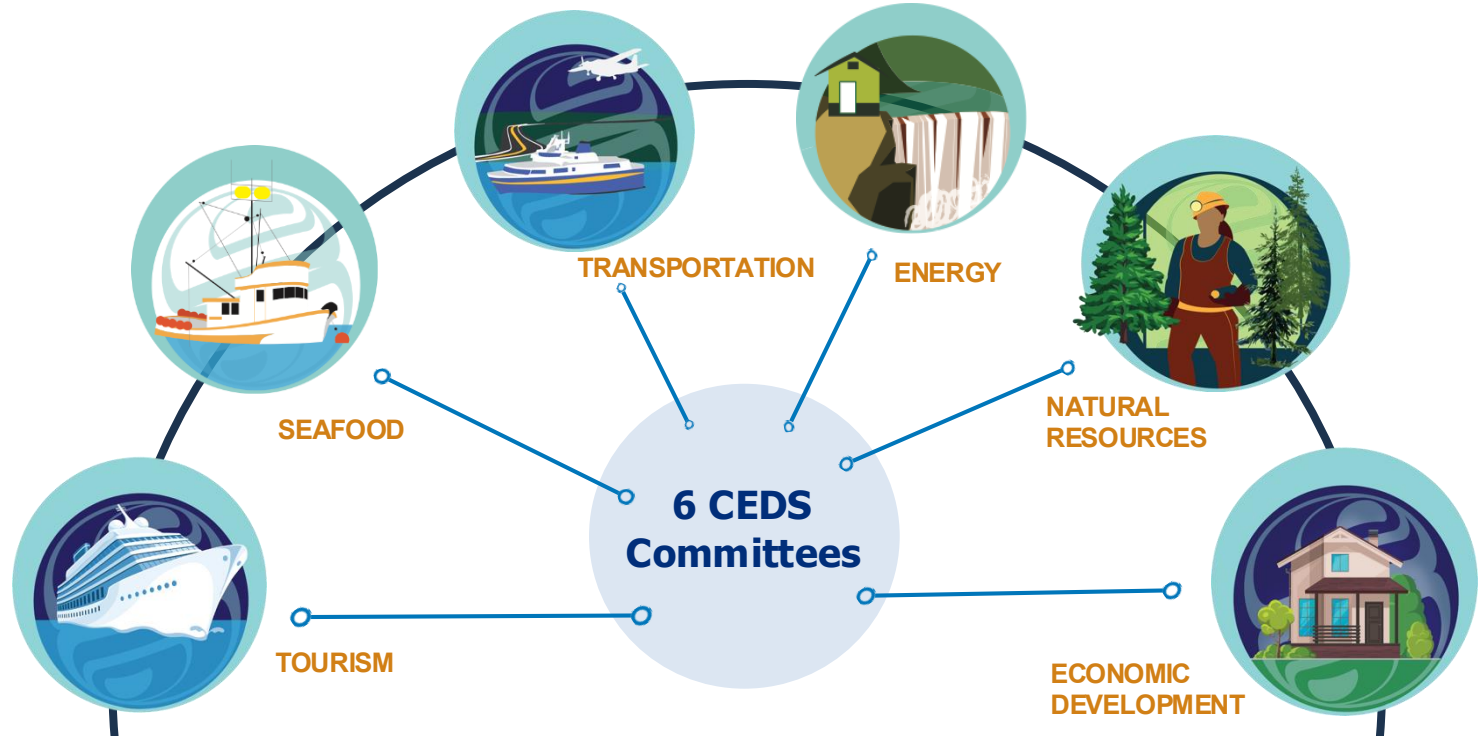 TRANSPORTATION
ENERGY
SEAFOOD
NATURAL
RESOURCES
6 CEDS
Committees
TOURISM
ECONOMIC
DEVELOPMENT